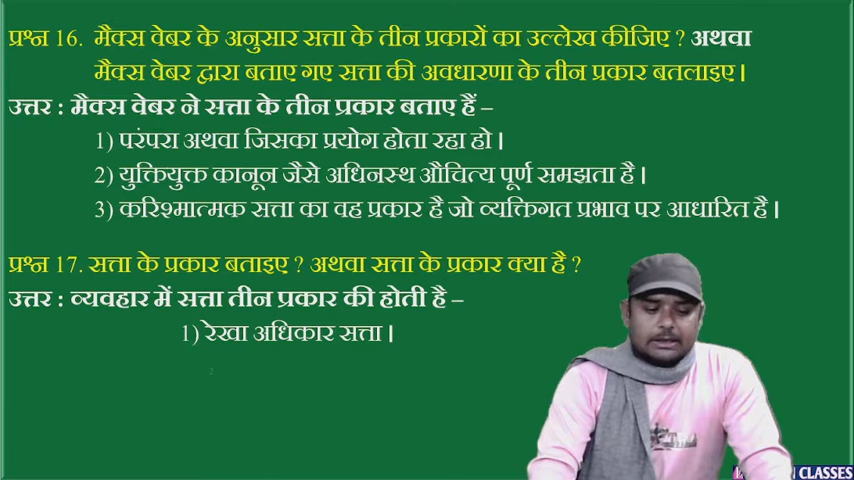 प्रश्न 16. मैक्स वेबर के अनुसार सत्ता के तीन प्रकारों का उल्लेख कीजिए ? अथवा
मैक्स वेबर द्वारा बताए गए सत्ता की अवधारणा के तीन प्रकार बतलाइए |
उत्तर : मैक्स वेबर ने सत्ता के तीन प्रकार बताए हैं –
1) परंपरा अथवा जिसका प्रयोग होता रहा हो |
2) युक्तियुक्त कानून जैसे अधिनस्थ औचित्य पूर्ण समझता है |
3) करिश्मात्मक सत्ता का वह प्रकार है जो व्यक्तिगत प्रभाव पर आधारित है |
प्रश्न 17. सत्ता के प्रकार बताइए ? अथवा सत्ता के प्रकार क्या है ?
उत्तर : व्यवहार में सत्ता तीन प्रकार की होती है –
1) रेखा अधिकार सत्ता |
2
CLASSES